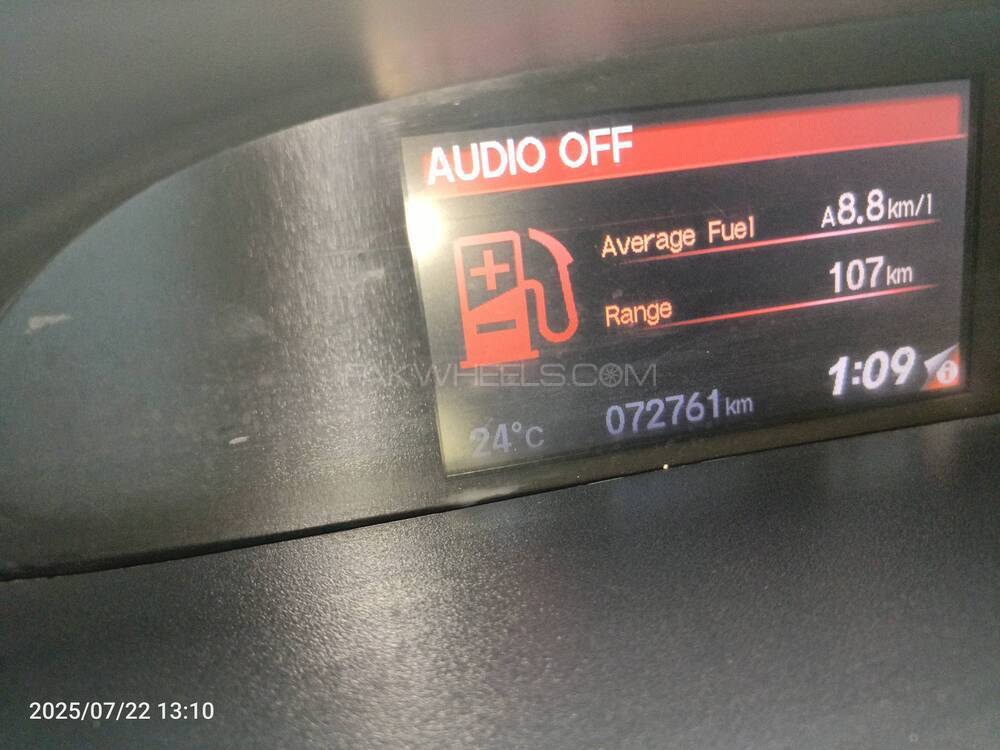 AUDIO OFF
Average Fuel A8.8km/l
Range 107km
1:09
24°C 072761km
PAKWHEELS.COM
2025/07/22 13:10